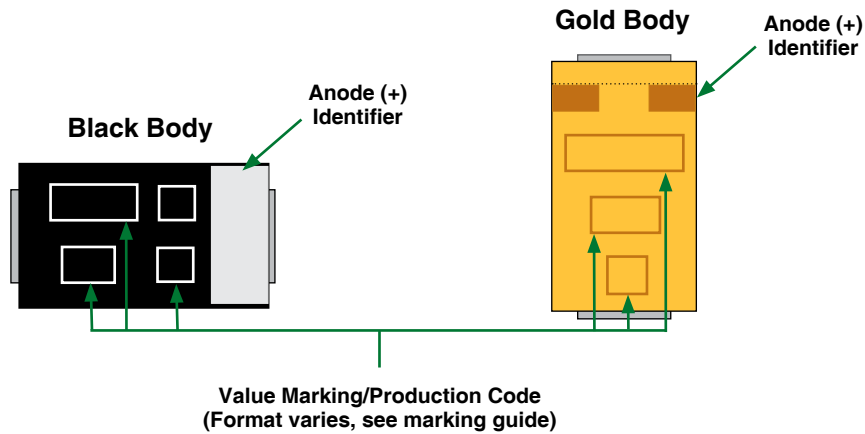 Gold Body
Anode (+)
Identifier
Anode (+)
Identifier
Black Body
Value Marking/Production Code
(Format varies, see marking guide)